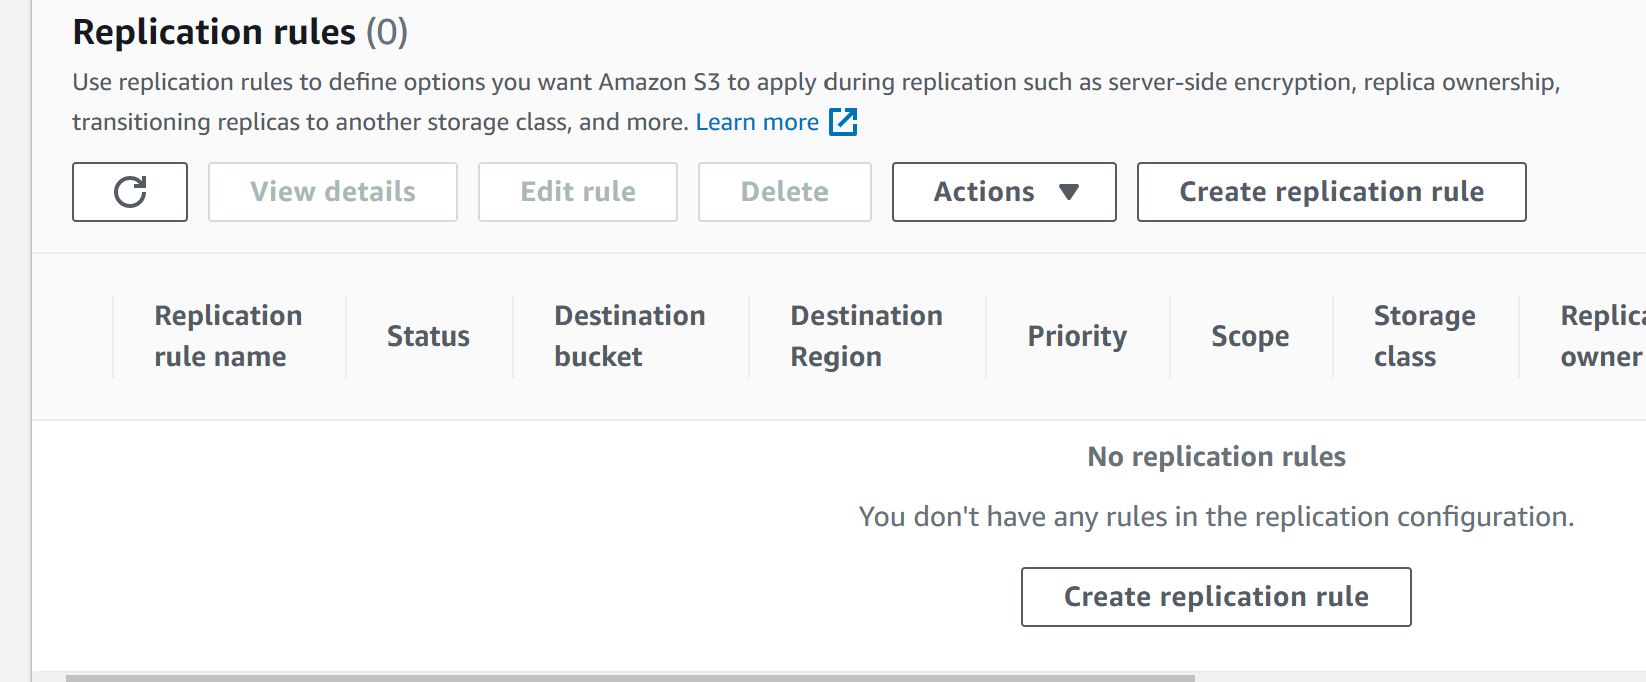 Replication rules (0)
Use replication rules to define options you want Amazon S3 to apply during replication such as server-side encryption, replica ownership,
transitioning replicas to another storage class, and more. Learn more
View details
Edit rule
Delete
Actions
Create replication rule
Replication
rule name
Status
Destination
bucket
Destination
Region
Priority
Scope
Storage
class
Replica
owner
No replication rules
You don't have any rules in the replication configuration.
Create replication rule